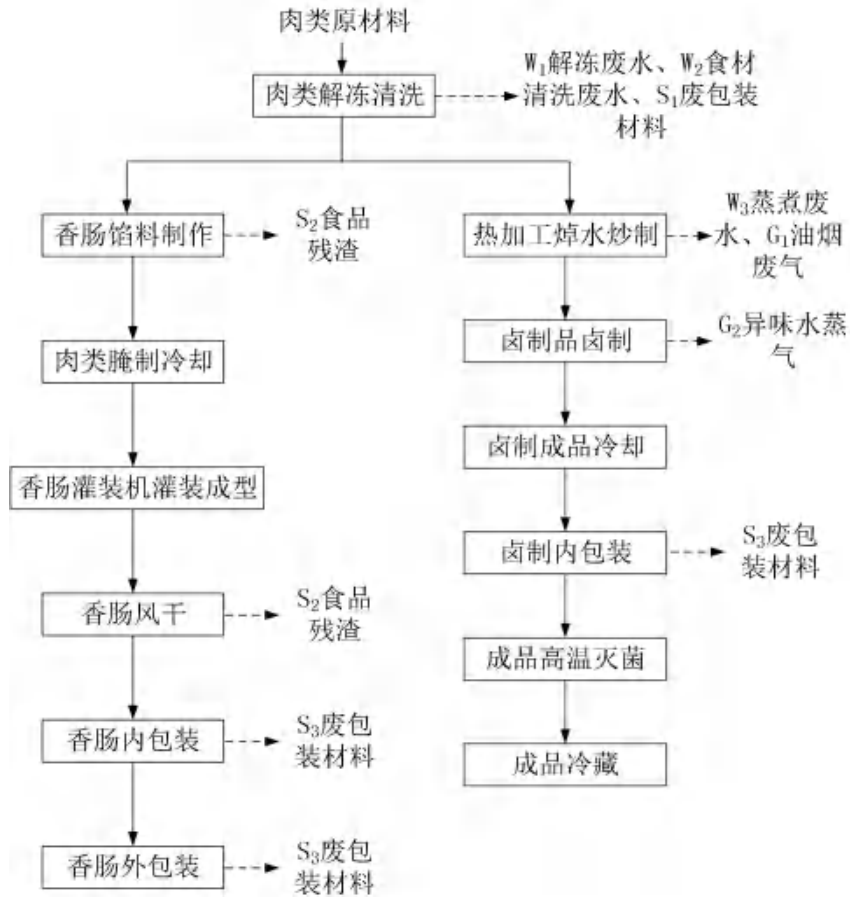 肉类原材料
肉类解冻清洗
W₁解冻废水、W₂食材
清洗废水、S₁废包装
材料
香肠馅料制作
S₂食品
残渣
肉类腌制冷却
香肠灌装机灌装成型
香肠风干
S₂食品
残渣
香肠内包装
S₃废包
装材料
香肠外包装
S₃废包
装材料
热加工焯水炒制
W₃蒸煮废
水、G₁油烟
废气
卤制品卤制
G₂异味水蒸
气
卤制成品冷却
卤制内包装
S₃废包
装材料
成品高温灭菌
成品冷藏